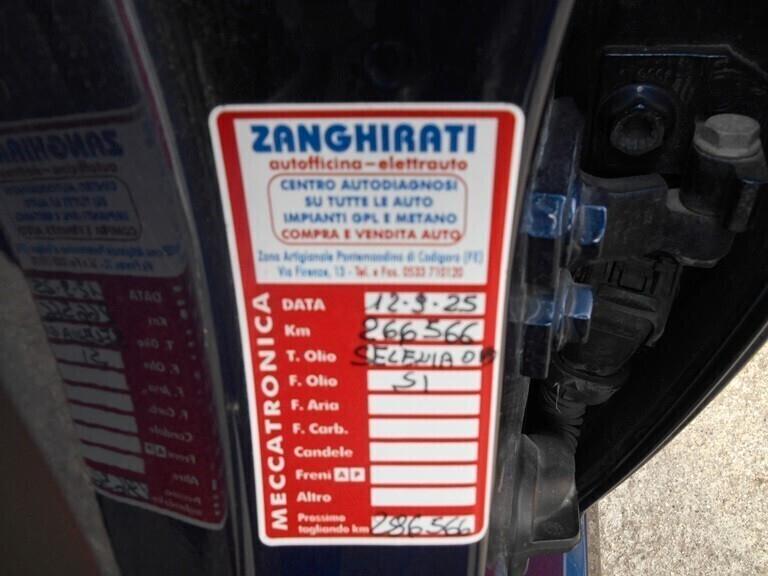 ZANGHIRATI
autofficina-elettrauto
CENTRO AUTODIAGNOSI
SU TUTTE LE AUTO
IMPIANTI GPL E METANO
COMPRA E VENDITA AUTO
Zona Artigianale Pontemaodino di Codigoro (FE)
Via Firenze, 13 - Tel. e Fax. 0533 710120
MECCATRONICA
DATA 12-9-25
Km 266566
T. Olio SELENIA
F. Olio SI
F. Aria
F. Carb.
Candele
Freni A P
Altro
Prossimo
tagliando km 286566